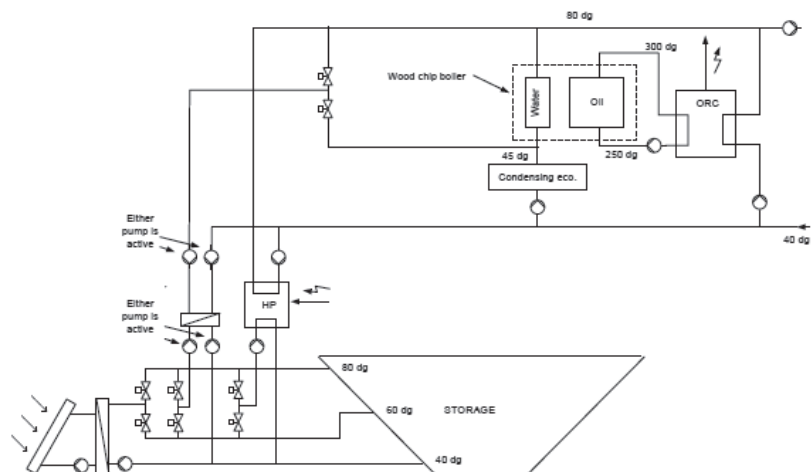 80 dg
300 dg
Wood chip boiler
Water
Oil
ORC
45 dg
250 dg
Condensing eco.
Either
pump is
active
40 dg
HP
Either
pump is
active
80 dg
60 dg
STORAGE
40 dg